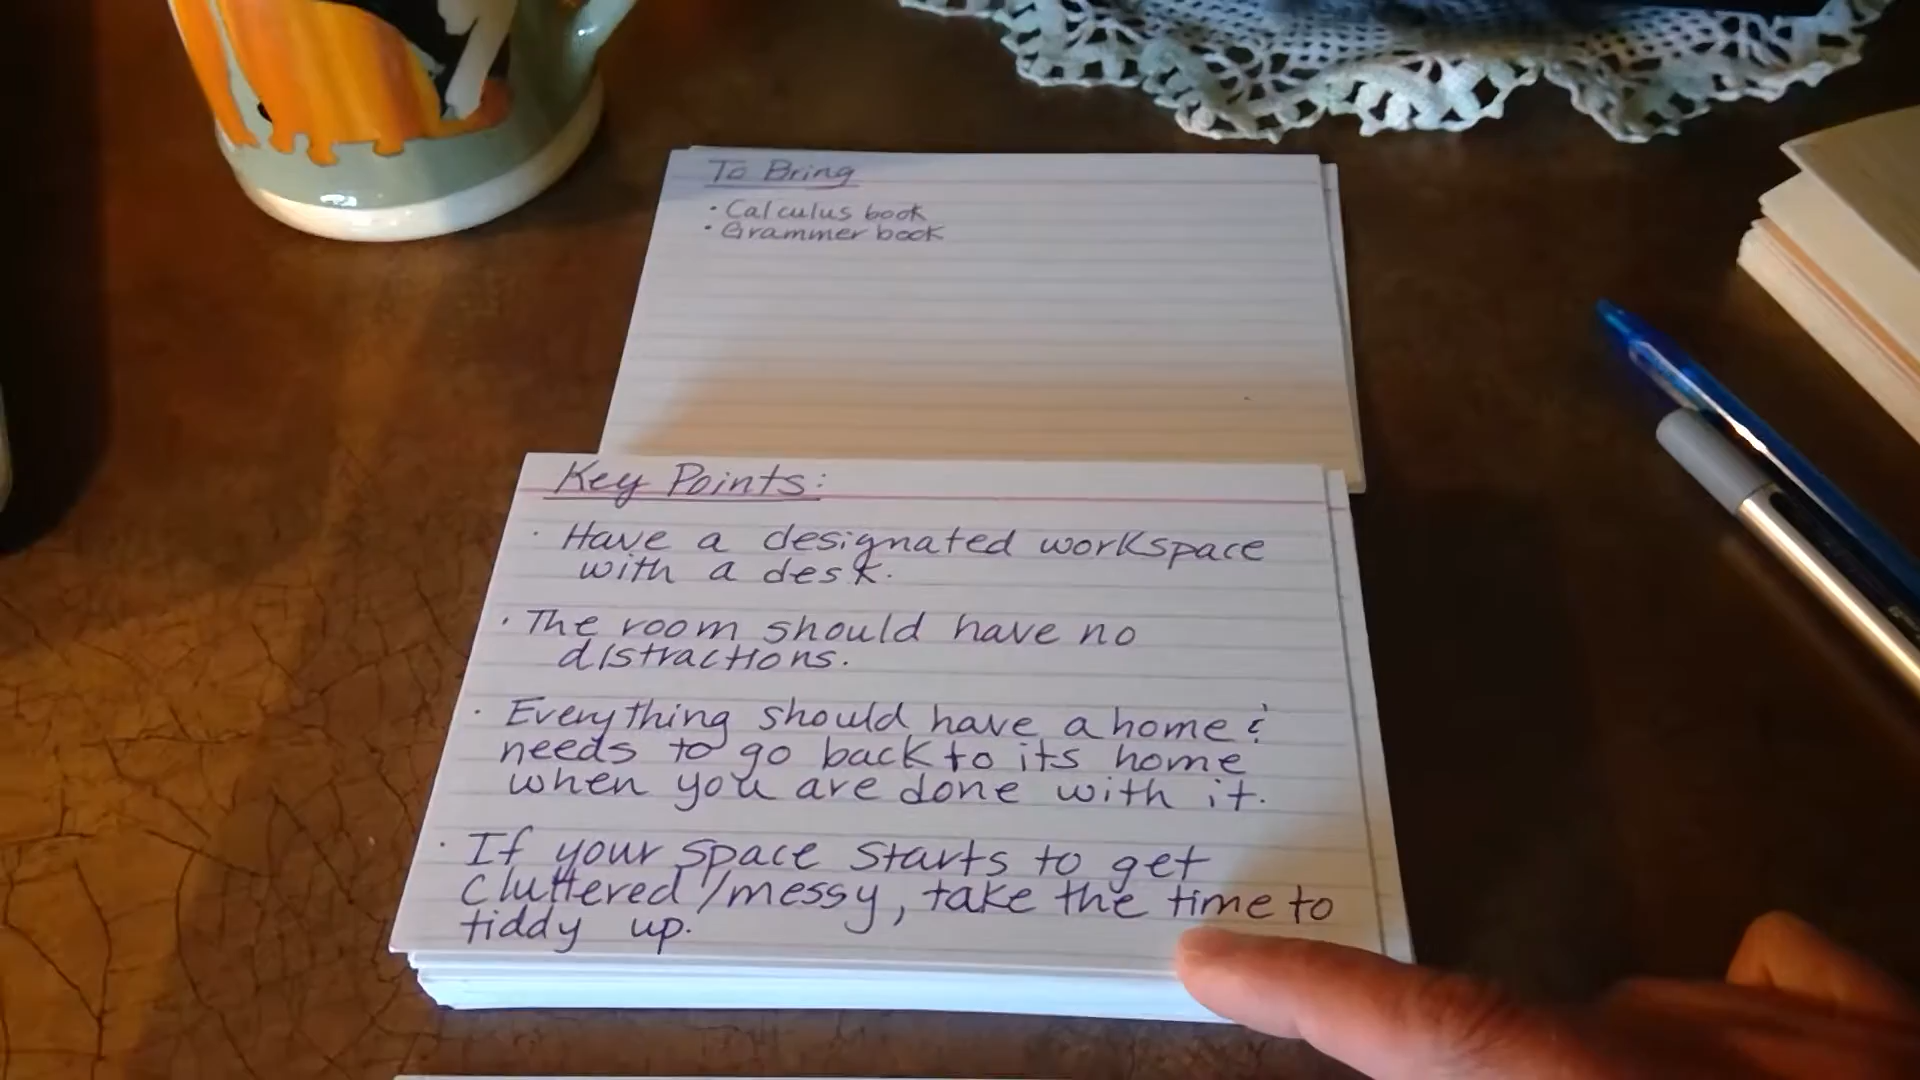 To Bring
· Calculus book
· Grammer book
Key Points:
· Have a designated workspace
with a desk.
· The room should have no
distractions.
· Everything should have a home &
needs to go back to its home
when you are done with it.
· If your space starts to get
cluttered/messy, take the time to
tiddy up.